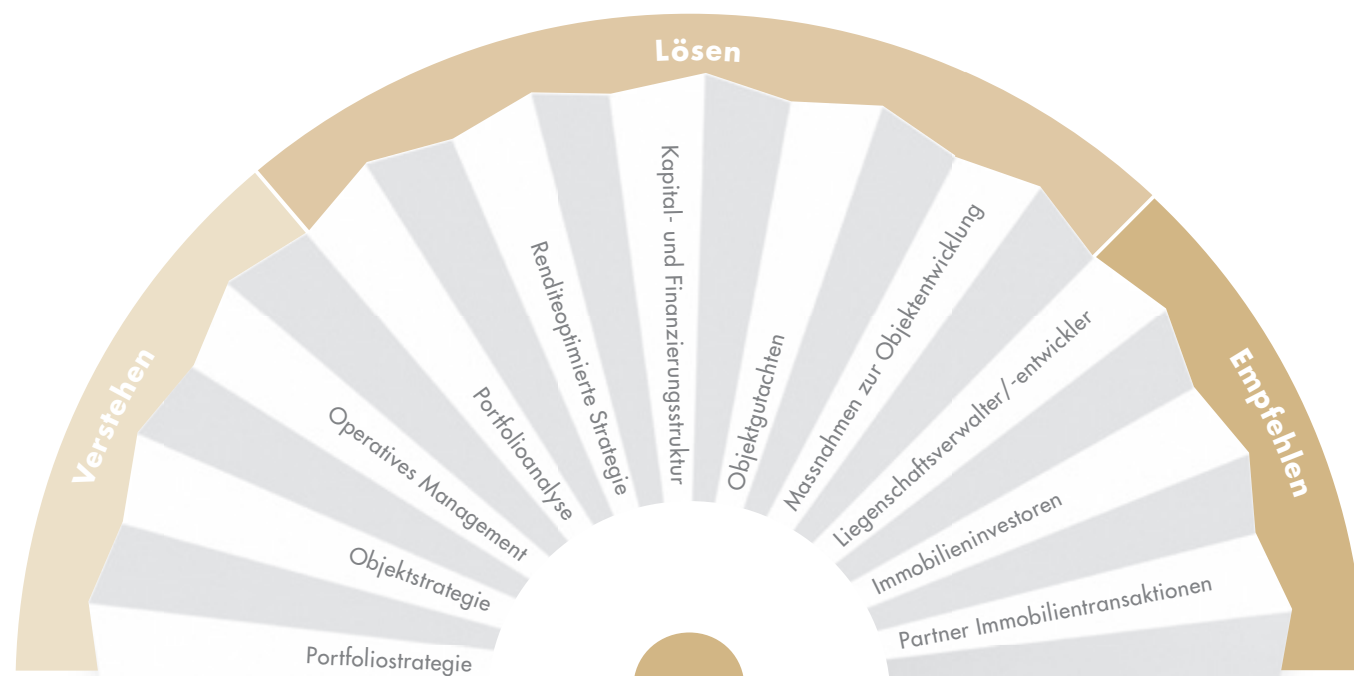 Verstehen
Lösen
Empfehlen
Portfoliostrategie
Objektstrategie
Operatives Management
Portfolioanalyse
Renditeoptimierte Strategie
Kapital- und Finanzierungsstruktur
Objektgutachten
Massnahmen zur Objektentwicklung
Liegenschaftsverwalter/-entwickler
Immobilieninvestoren
Partner Immobilientransaktionen